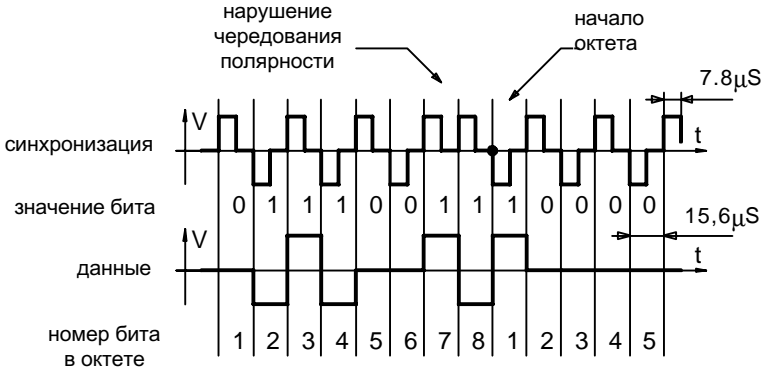 нарушение
чередования
полярности
начало
октета
7.8µS
V
t
синхронизация
значение бита
0 1 1 1 0 0 1 1 1 0 0 0 0
15,6µS
V
t
данные
номер бита
в октете
1 2 3 4 5 6 7 8 1 2 3 4 5